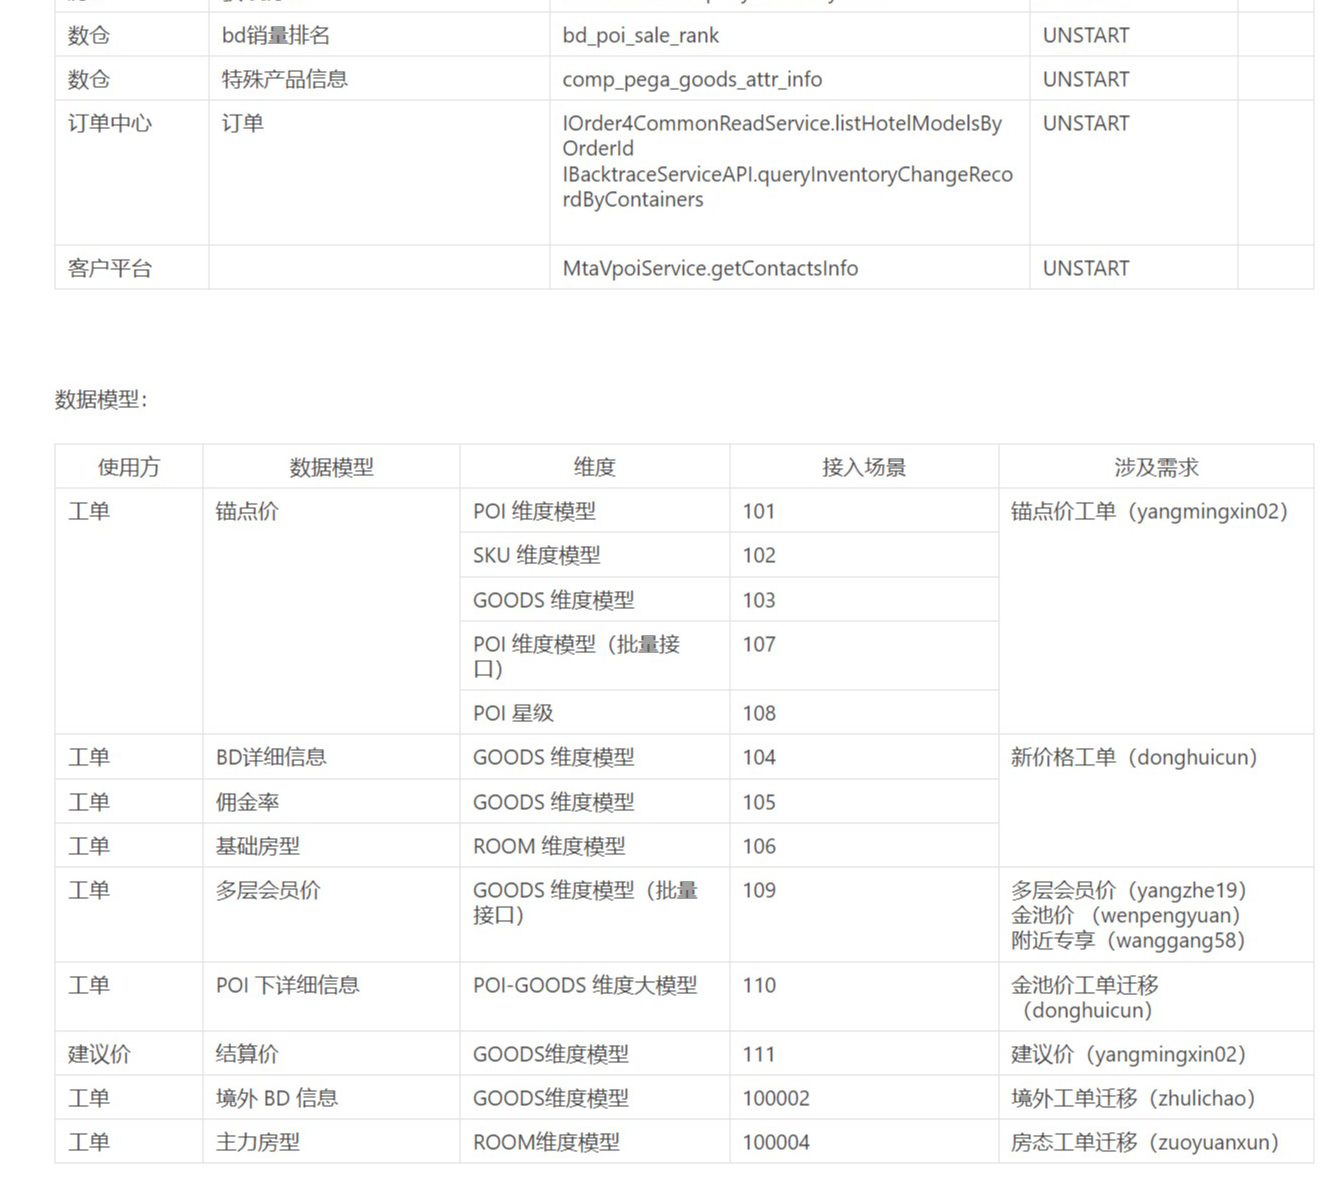 数仓 bd销量排名 bd_poi_sale_rank UNSTART
数仓 特殊产品信息 comp_pega_goods_attr_info UNSTART
订单中心 订单 IOrder4CommonReadService.listHotelModelsBy UNSTART
OrderId
IBacktraceServiceAPI.queryInventoryChangeReco
rdByContainers
客户平台 MtaVpoiService.getContactsInfo UNSTART
数据模型：
使用方 数据模型 维度 接入场景 涉及需求
工单 锚点价 POI 维度模型 101 锚点价工单（yangmingxin02）
SKU 维度模型 102
GOODS 维度模型 103
POI 维度模型（批量接 107
口）
POI 星级 108
工单 BD详细信息 GOODS 维度模型 104 新价格工单（donghuicun）
工单 佣金率 GOODS 维度模型 105
工单 基础房型 ROOM 维度模型 106
工单 多层会员价 GOODS 维度模型（批量 109 多层会员价（yangzhe19）
接口） 金池价 （wenpengyuan）
附近专享（wanggang58）
工单 POI 下详细信息 POI-GOODS 维度大模型 110 金池价工单迁移
（donghuicun）
建议价 结算价 GOODS维度模型 111 建议价（yangmingxin02）
工单 境外 BD 信息 GOODS维度模型 100002 境外工单迁移（zhulichao）
工单 主力房型 ROOM维度模型 100004 房态工单迁移（zuoyuanxun）